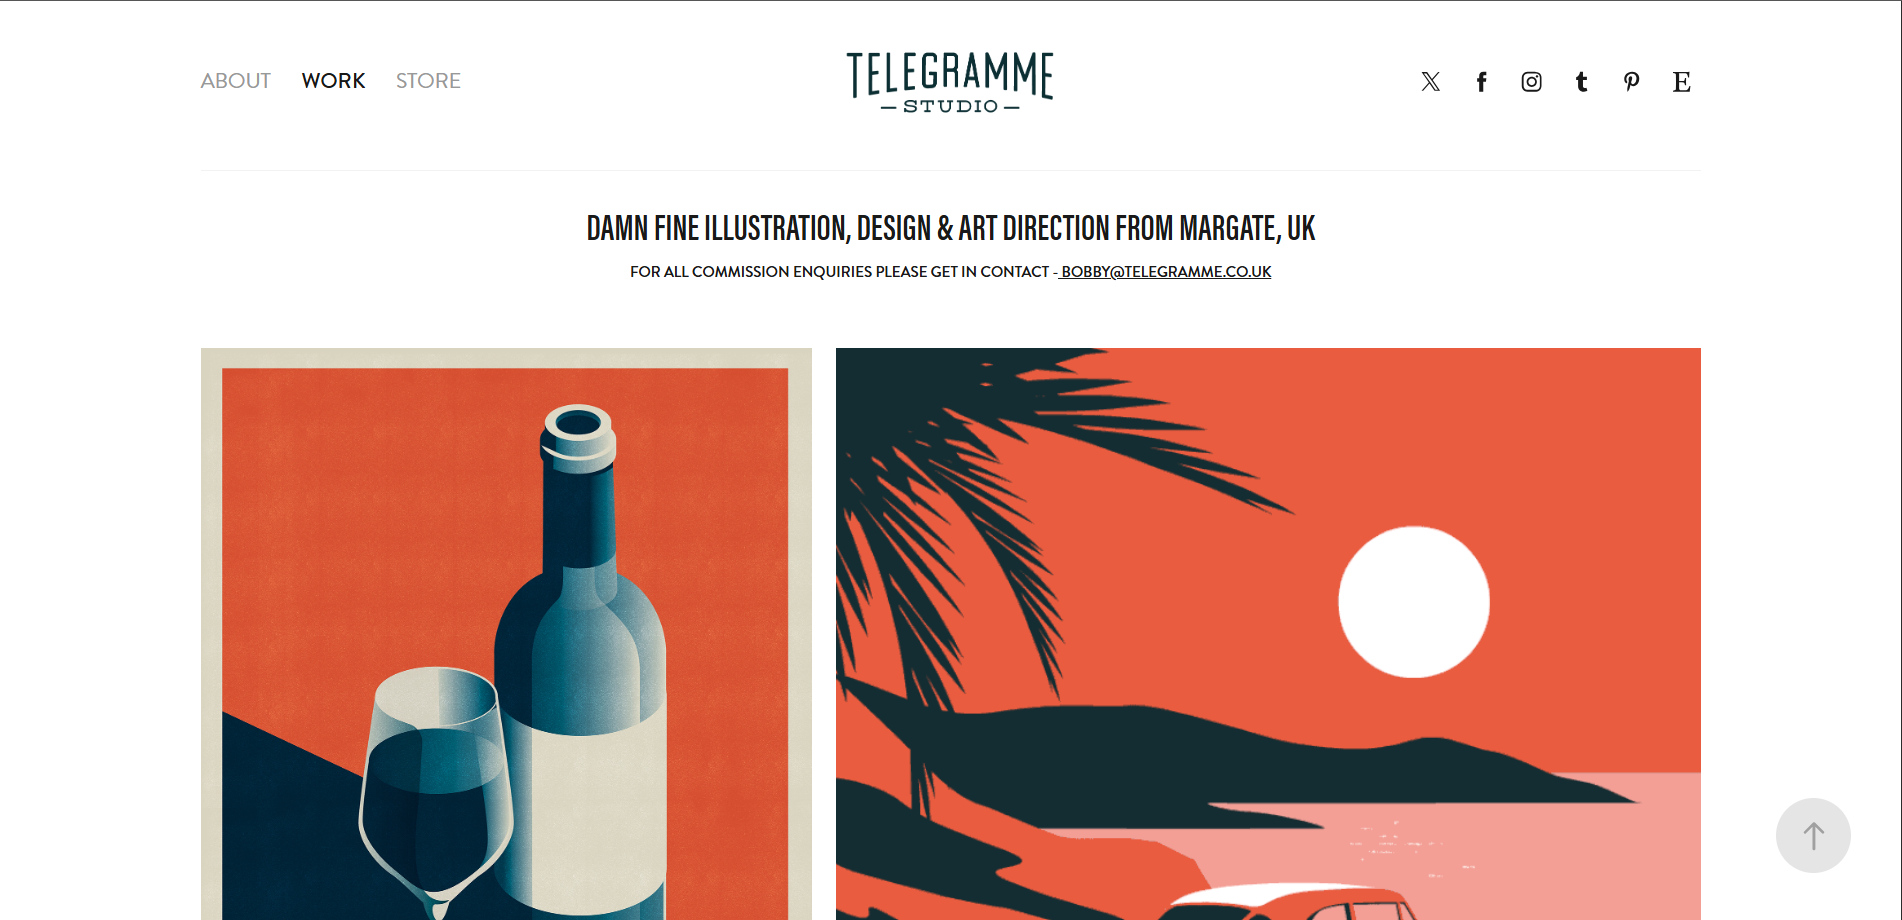 ABOUT WORK STORE
TELEGRAMME
STUDIO
DAMN FINE ILLUSTRATION, DESIGN & ART DIRECTION FROM MARGATE, UK
FOR ALL COMMISSION ENQUIRIES PLEASE GET IN CONTACT - BOBBY@TELEGRAMME.CO.UK